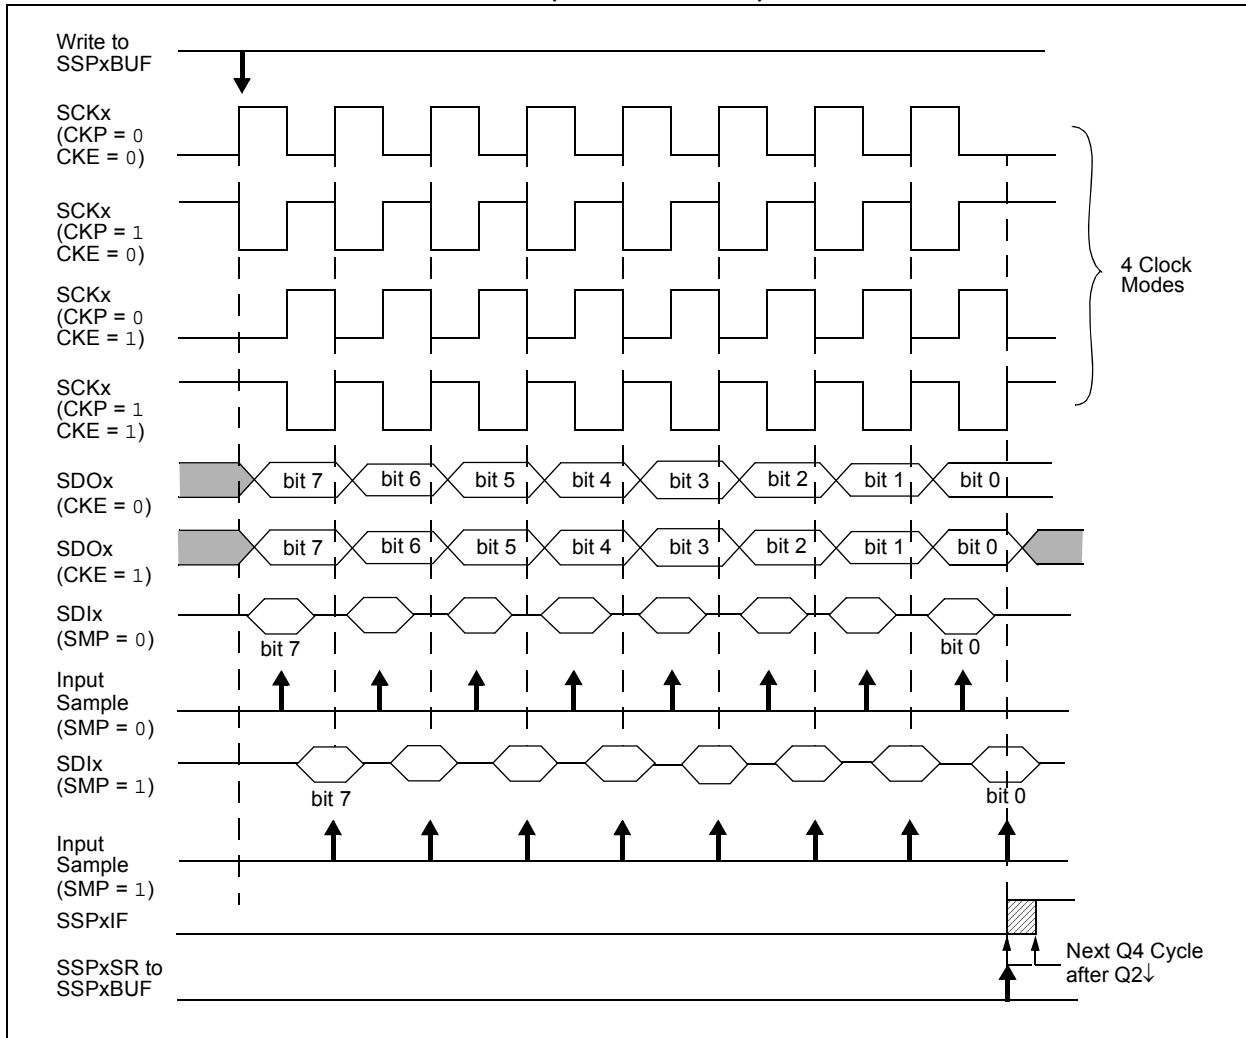 Write to
SSPxBUF
SCKx
(CKP = 0
CKE = 0)
SCKx
(CKP = 1
CKE = 0)
SCKx
(CKP = 0
CKE = 1)
SCKx
(CKP = 1
CKE = 1)
4 Clock
Modes
SDOx
(CKE = 0)
bit 7 bit 6 bit 5 bit 4 bit 3 bit 2 bit 1 bit 0
SDOx
(CKE = 1)
bit 7 bit 6 bit 5 bit 4 bit 3 bit 2 bit 1 bit 0
SDIx
(SMP = 0)
bit 7 bit 0
Input
Sample
(SMP = 0)
SDIx
(SMP = 1)
bit 7 bit 0
Input
Sample
(SMP = 1)
SSPxIF
SSPxSR to
SSPxBUF
Next Q4 Cycle
after Q2↓